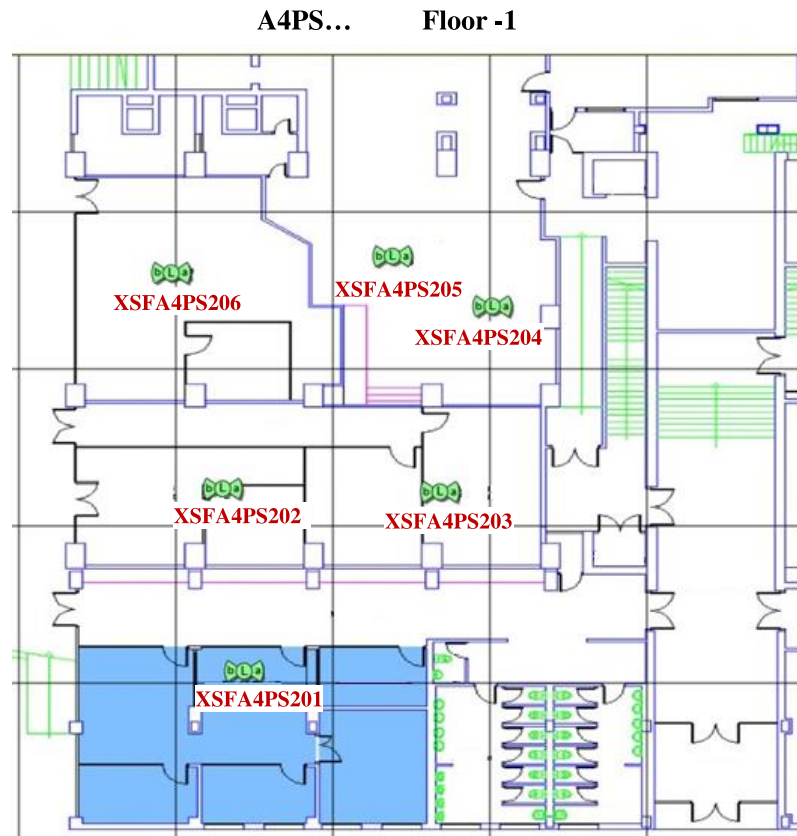 A4PS… Floor -1
b L a
XSFA4PS205
b L a
XSFA4PS206
b L a
XSFA4PS204
b L a
XSFA4PS202
b L a
XSFA4PS203
b L a
XSFA4PS201